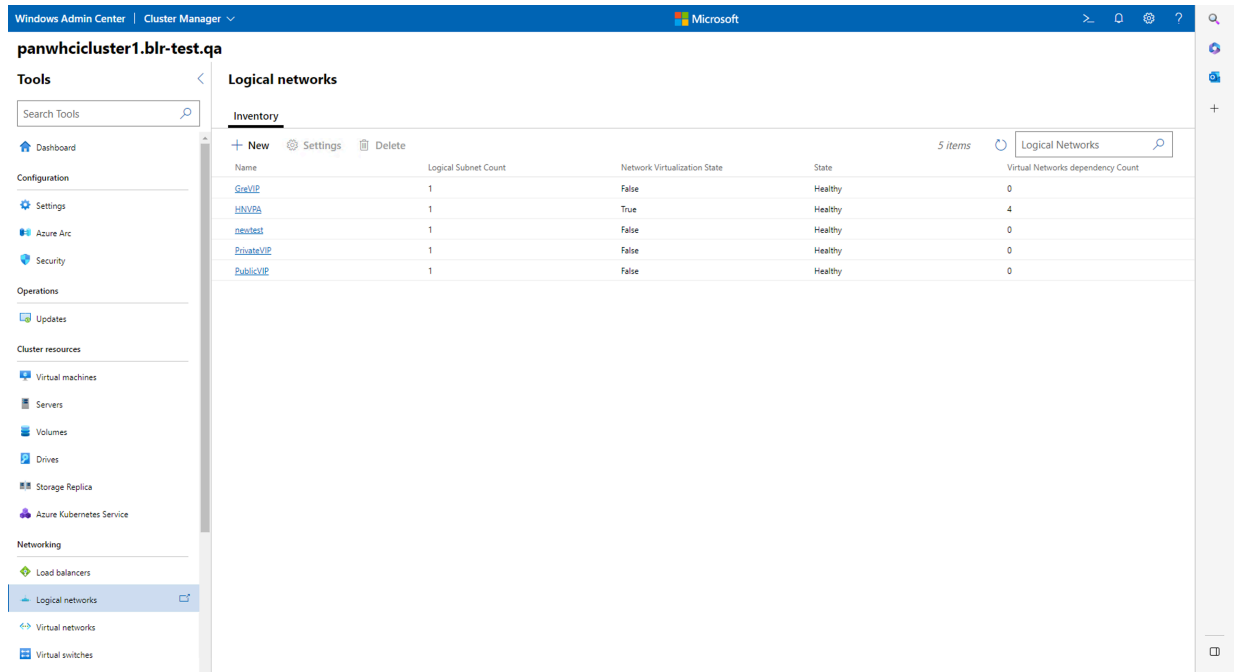 Windows Admin Center | Cluster Manager
Microsoft
panwhcicluster1.blr-test.qa
Tools
Search Tools
Dashboard
Configuration
Settings
Azure Arc
Security
Operations
Updates
Cluster resources
Virtual machines
Servers
Volumes
Drives
Storage Replica
Azure Kubernetes Service
Networking
Load balancers
Logical networks
Virtual networks
Virtual switches
Logical networks
Inventory
New Settings Delete 5 items Logical Networks
Name Logical Subnet Count Network Virtualization State State Virtual Networks dependency Count
GreVIP 1 False Healthy 0
HNVPA 1 True Healthy 4
newtest 1 False Healthy 0
PrivateVIP 1 False Healthy 0
PublicVIP 1 False Healthy 0